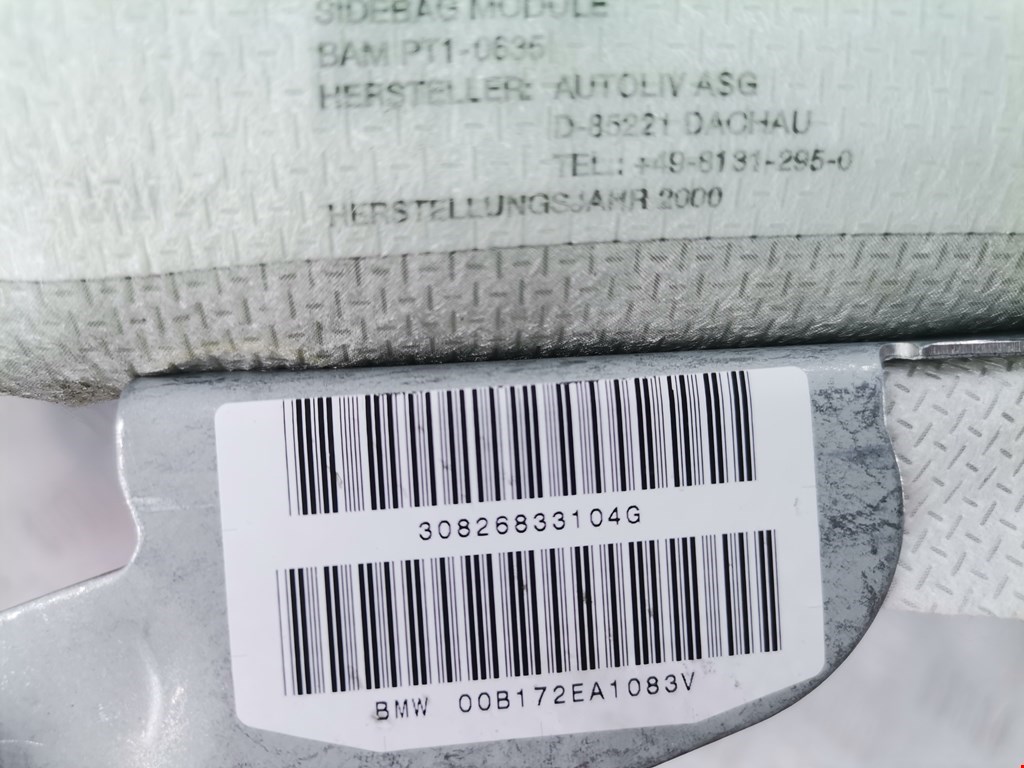 SIDEBAG MODULE
BAM PT1-0635
HERSTELLER: AUTOLIV ASG
D-85221 DACHAU
TEL.: +49-8131-295-0
HERSTELLUNGSJAHR 2000
30826833104G
BMW 00B172EA1083V